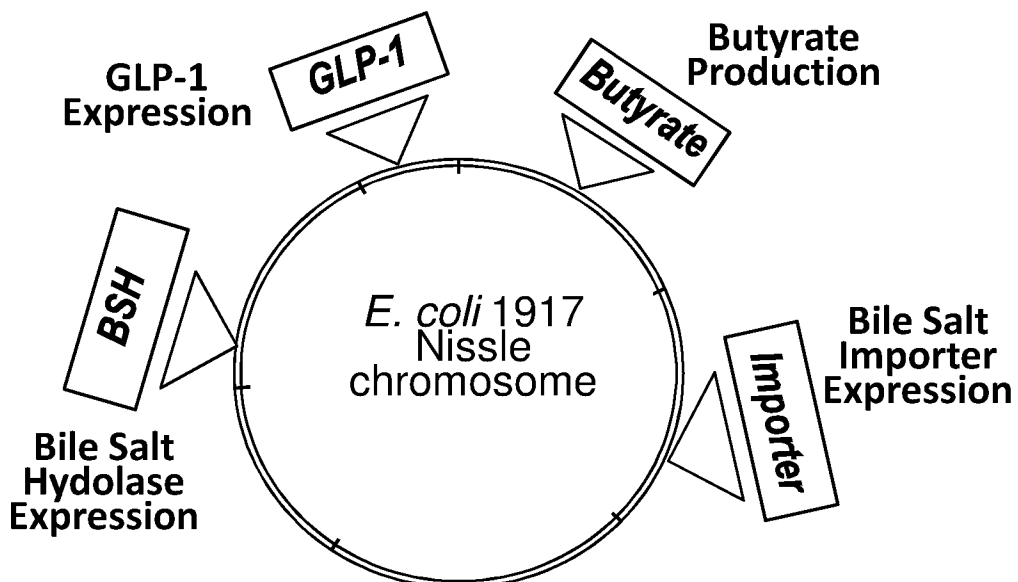 GLP-1
Expression
GLP-1
Butyrate
Butyrate
Production
BSH
E. coli 1917
Nissle
chromosome
Importer
Bile Salt
Importer
Expression
Bile Salt
Hydolase
Expression